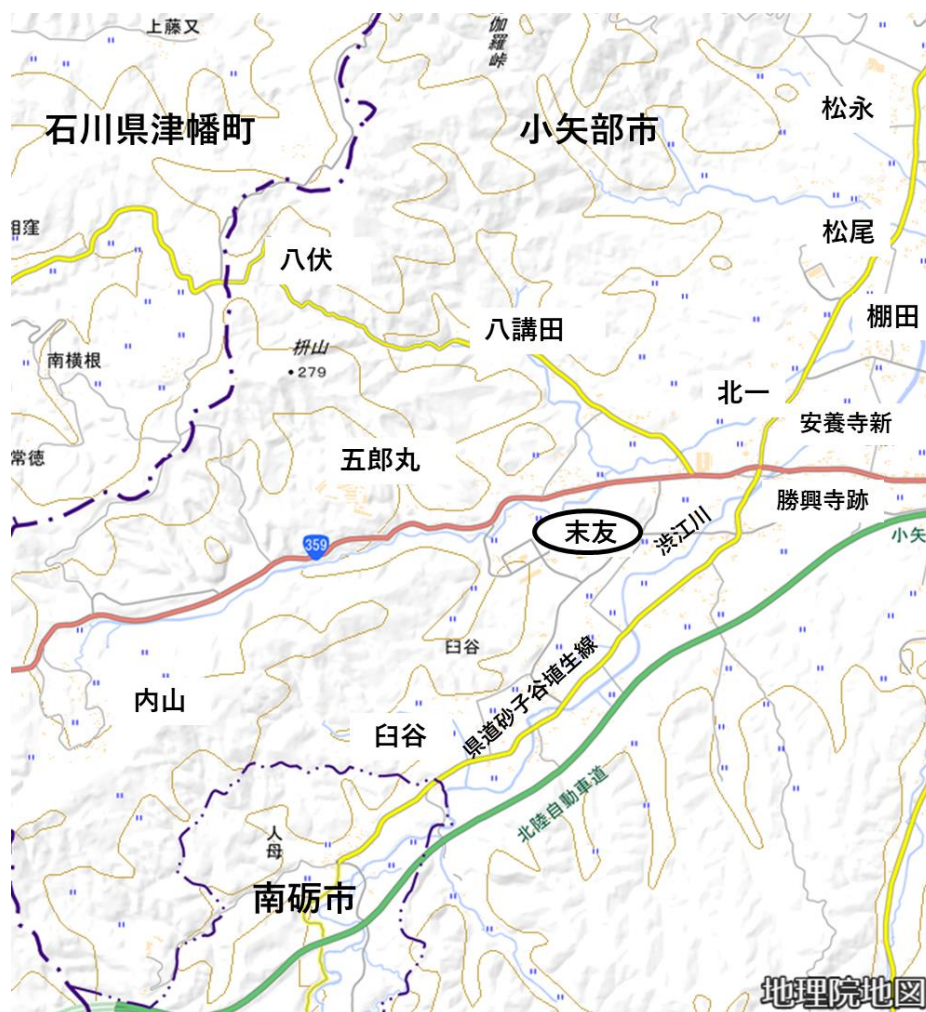 上藤又
伽羅峠
石川県津幡町
小矢部市
松永
松尾
相窪
八伏
八講田
棚田
枡山
・279
南横根
北一
安養寺新
五郎丸
常徳
勝興寺跡
359
末友
渋江川
小矢
臼谷
県道砂子谷埴生線
内山
臼谷
北陸自動車道
人母
南砺市
地理院地図